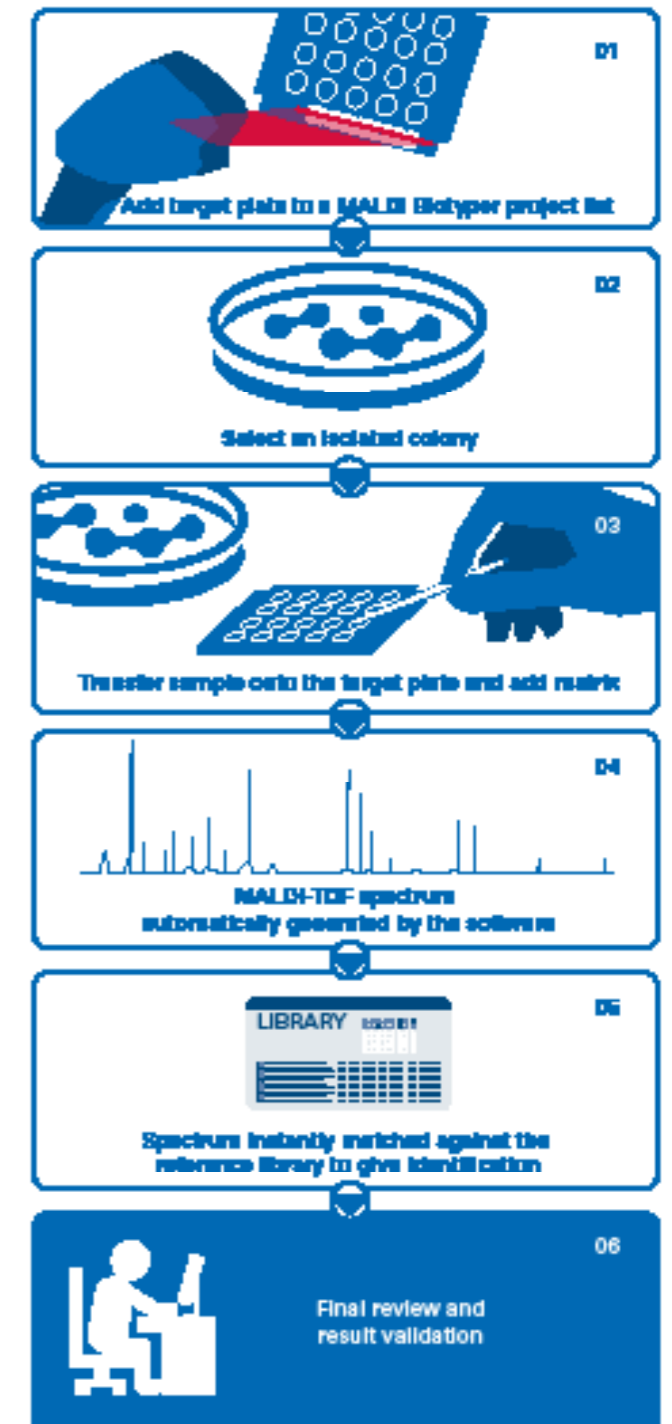 01
Add target plate to a MALDI Biotyper project list
02
Select an isolated colony
03
Transfer sample onto the target plate and add matrix
04
MALDI-TOF spectrum
automatically generated by the software
05
LIBRARY
Spectrum instantly matched against the
reference library to give identification
06
Final review and
result validation